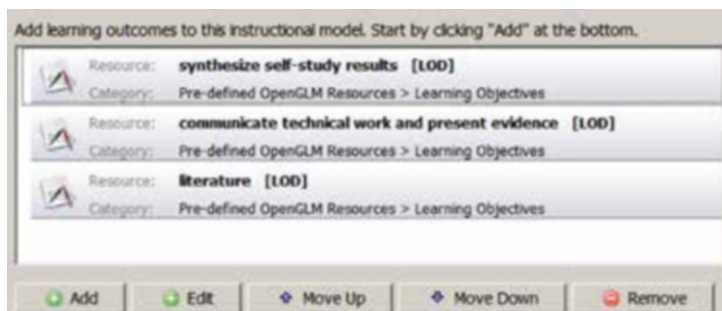 Add learning outcomes to this instructional model. Start by clicking "Add" at the bottom.
Resource: synthesize self-study results [LOD]
Category: Pre-defined OpenGLM Resources > Learning Objectives
Resource: communicate technical work and present evidence [LOD]
Category: Pre-defined OpenGLM Resources > Learning Objectives
Resource: literature [LOD]
Category: Pre-defined OpenGLM Resources > Learning Objectives
Add Edit Move Up Move Down Remove